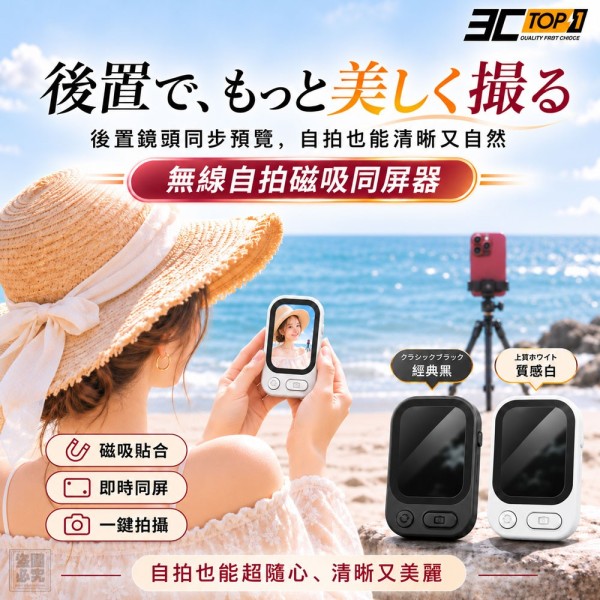 3C TOP1
QUALITY FIRST CHOICE
後置で、もっと美しく撮る
後置鏡頭同步預覽，自拍也能清晰又自然
無線自拍磁吸同屏器
クラシックブラック
經典黑
上質ホワイト
質感白
磁吸貼合
即時同屏
一鍵拍攝
自拍也能超隨心、清晰又美麗